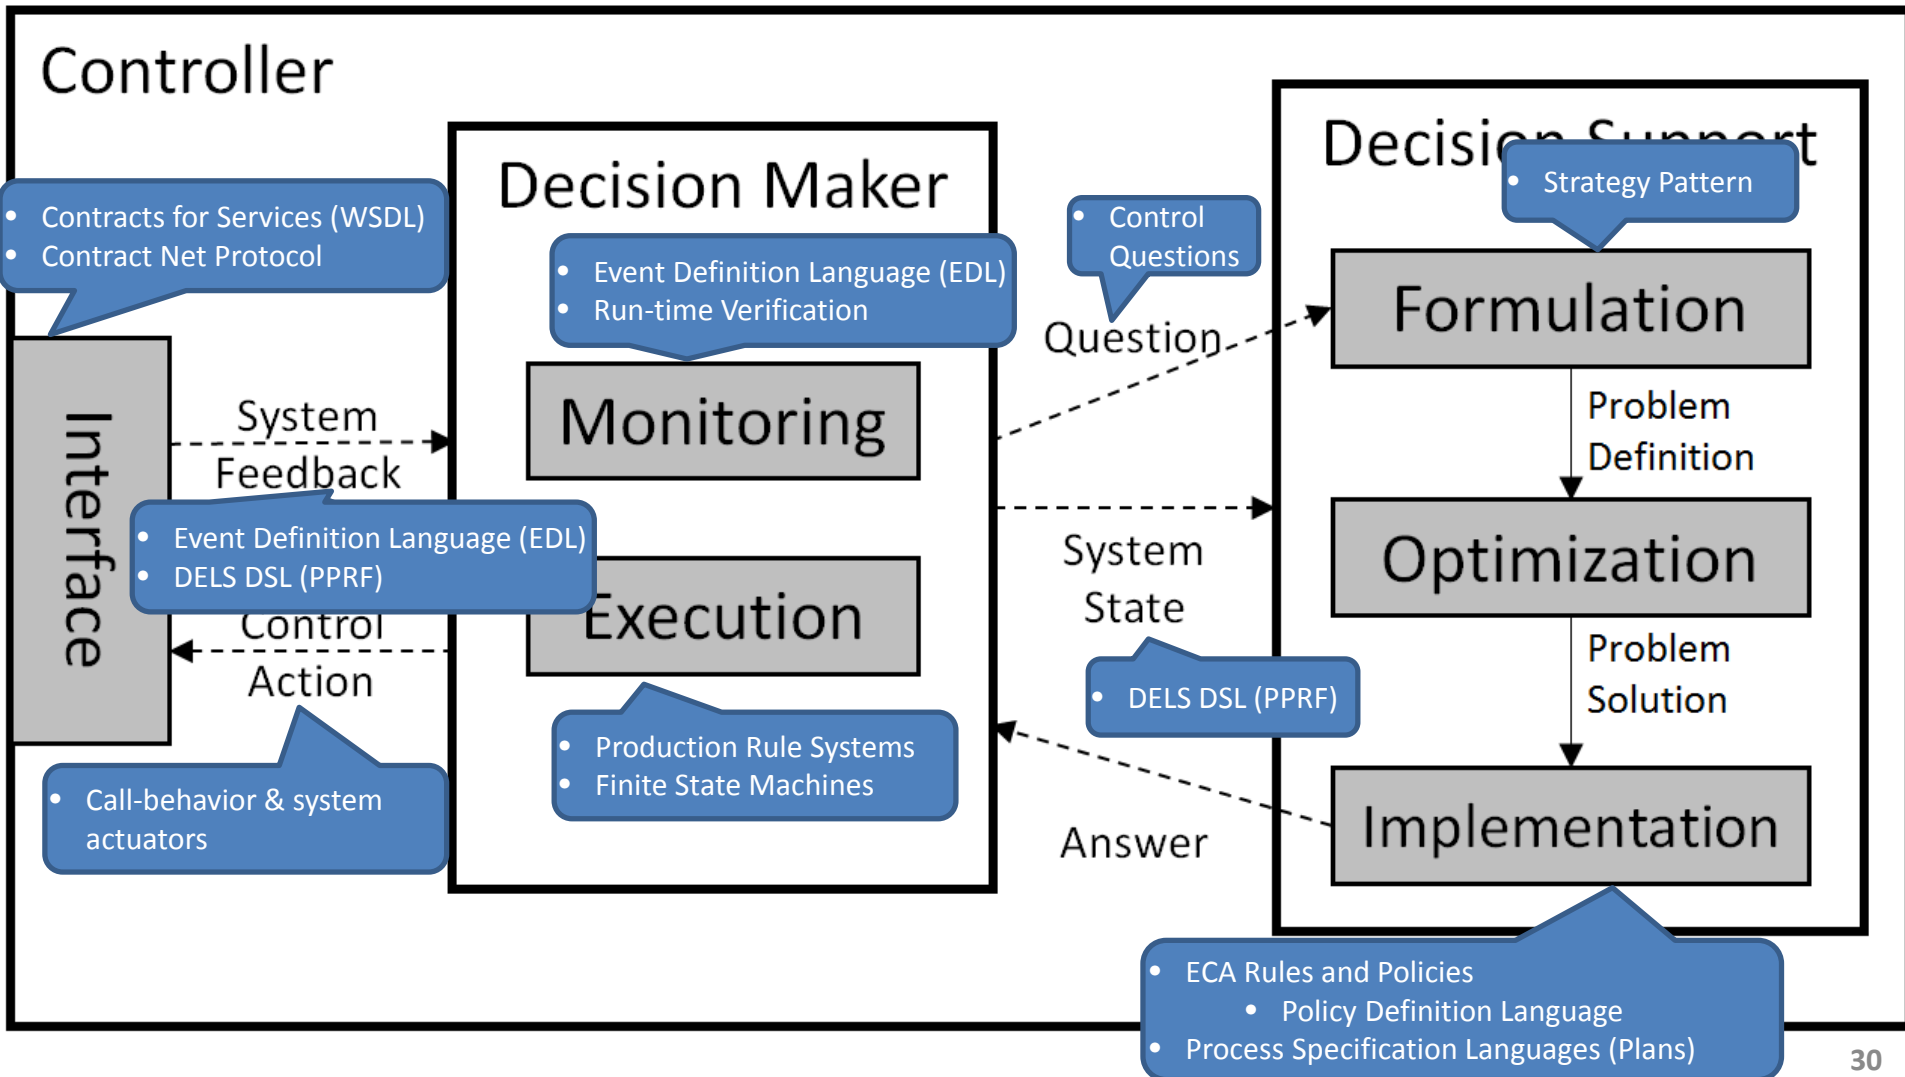 Controller
Decision Maker
Decision Support
• Strategy Pattern
• Contracts for Services (WSDL)
• Contract Net Protocol
• Control
Questions
• Event Definition Language (EDL)
• Run-time Verification
Formulation
Question
Monitoring
Problem
Definition
Interface
System
Feedback
• Event Definition Language (EDL)
• DELS DSL (PPRF)
Optimization
System
State
Execution
Control
Action
Problem
Solution
• DELS DSL (PPRF)
• Production Rule Systems
• Finite State Machines
• Call-behavior & system
actuators
Answer
Implementation
• ECA Rules and Policies
• Policy Definition Language
• Process Specification Languages (Plans)
30